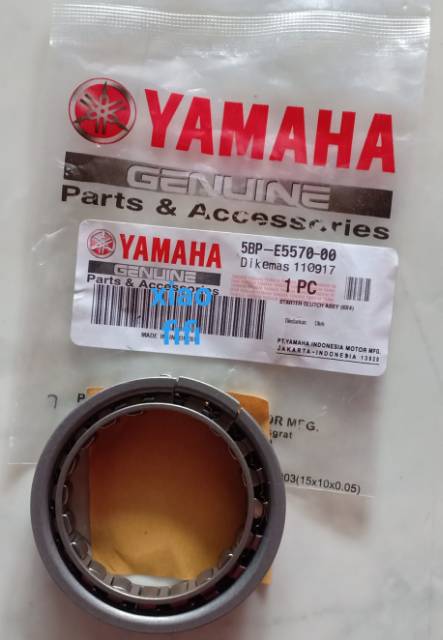 YAMAHA
GENUINE
Parts & Accessories
YAMAHA
GENUINE
Parts & Accessories
5BP-E5570-00
Dikemas 110917
1 PC
STARTER CLUTCH ASSY
xiao
fifi
MADE
PT.YAMAHA INDONESIA MOTOR MFG.
JAKARTA-INDONESIA 13920
P
OR MFG.
grat
03(15x10x0.05)